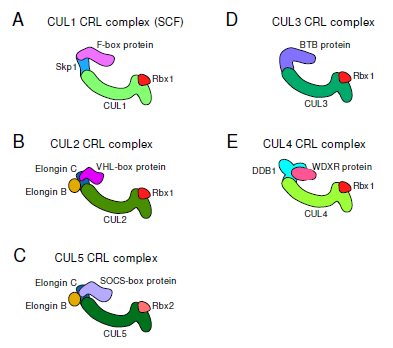 A CUL1 CRL complex (SCF)
F-box protein
Skp1
Rbx1
CUL1
B CUL2 CRL complex
Elongin C
VHL-box protein
Elongin B
Rbx1
CUL2
C CUL5 CRL complex
Elongin C
SOCS-box protein
Elongin B
Rbx2
CUL5
D CUL3 CRL complex
BTB protein
Rbx1
CUL3
E CUL4 CRL complex
DDB1
WDXR protein
Rbx1
CUL4